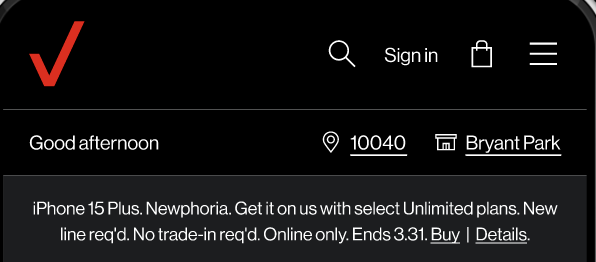 Sign in
Good afternoon 10040 Bryant Park
iPhone 15 Plus. Newphoria. Get it on us with select Unlimited plans. New
line req'd. No trade-in req'd. Online only. Ends 3.31. Buy | Details.